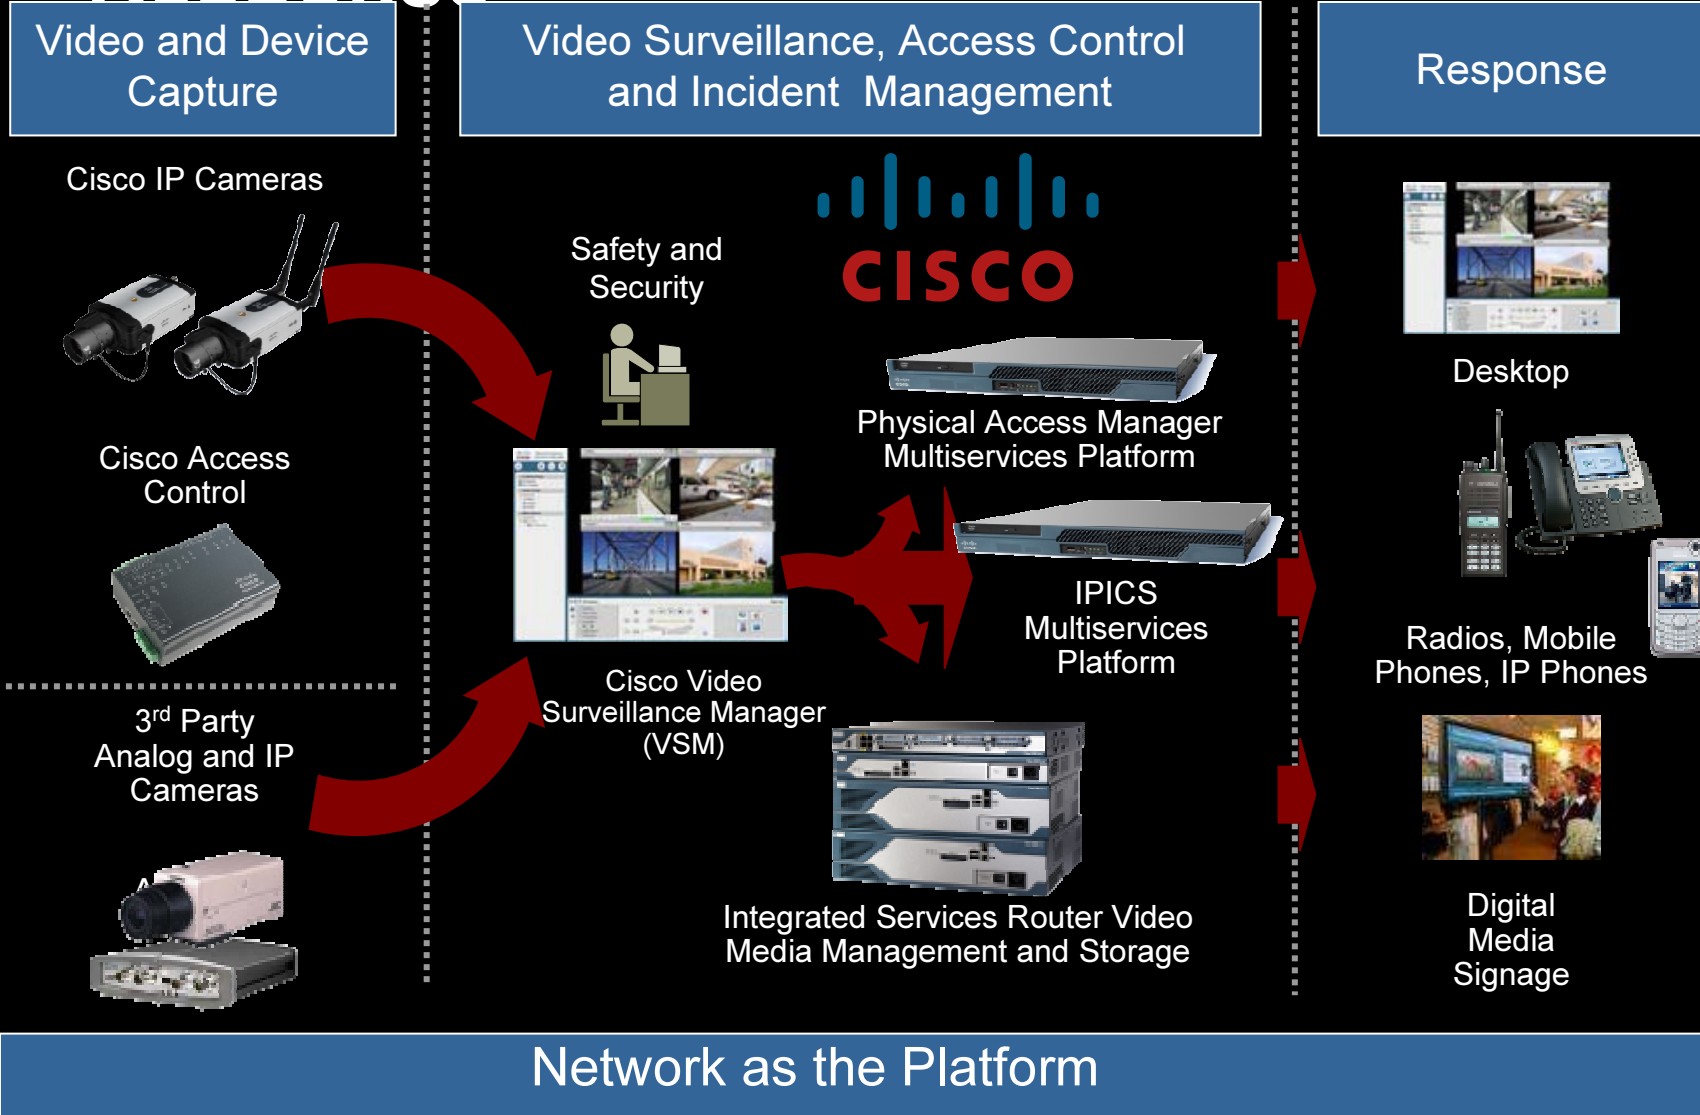 Video and Device
Capture
Video Surveillance, Access Control
and Incident  Management
Response
Cisco IP Cameras
Cisco Access
Control
3rd Party
Analog and IP
Cameras
Safety and
Security
CISCO
Physical Access Manager
Multiservices Platform
IPICS
Multiservices
Platform
Cisco Video
Surveillance Manager
(VSM)
Integrated Services Router Video
Media Management and Storage
Desktop
Radios, Mobile
Phones, IP Phones
Digital
Media
Signage
Network as the Platform